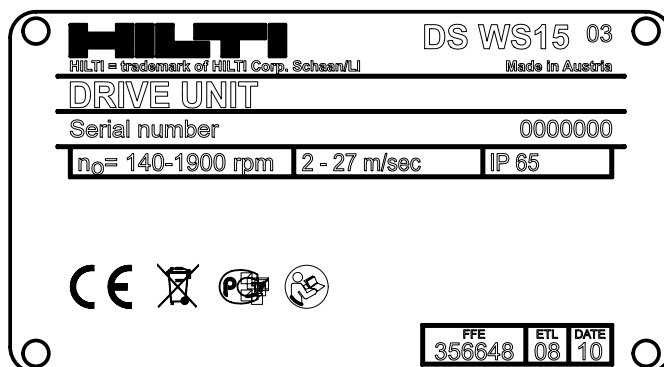 HILTI DS WS15 03
HILTI = trademark of HILTI Corp. Schaan/LI Made in Austria
DRIVE UNIT
Serial number 0000000
n₀= 140-1900 rpm 2 - 27 m/sec IP 65
CE
FFE ETL DATE
356648 08 10